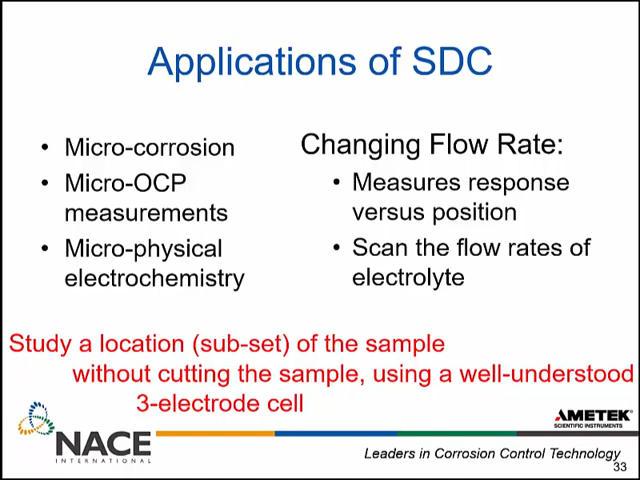 Applications of SDC
• Micro-corrosion
• Micro-OCP
measurements
• Micro-physical
electrochemistry
Changing Flow Rate:
• Measures response
versus position
• Scan the flow rates of
electrolyte
Study a location (sub-set) of the sample
without cutting the sample, using a well-understood
3-electrode cell
NACE
INTERNATIONAL
AMETEK
SCIENTIFIC INSTRUMENTS
Leaders in Corrosion Control Technology
33